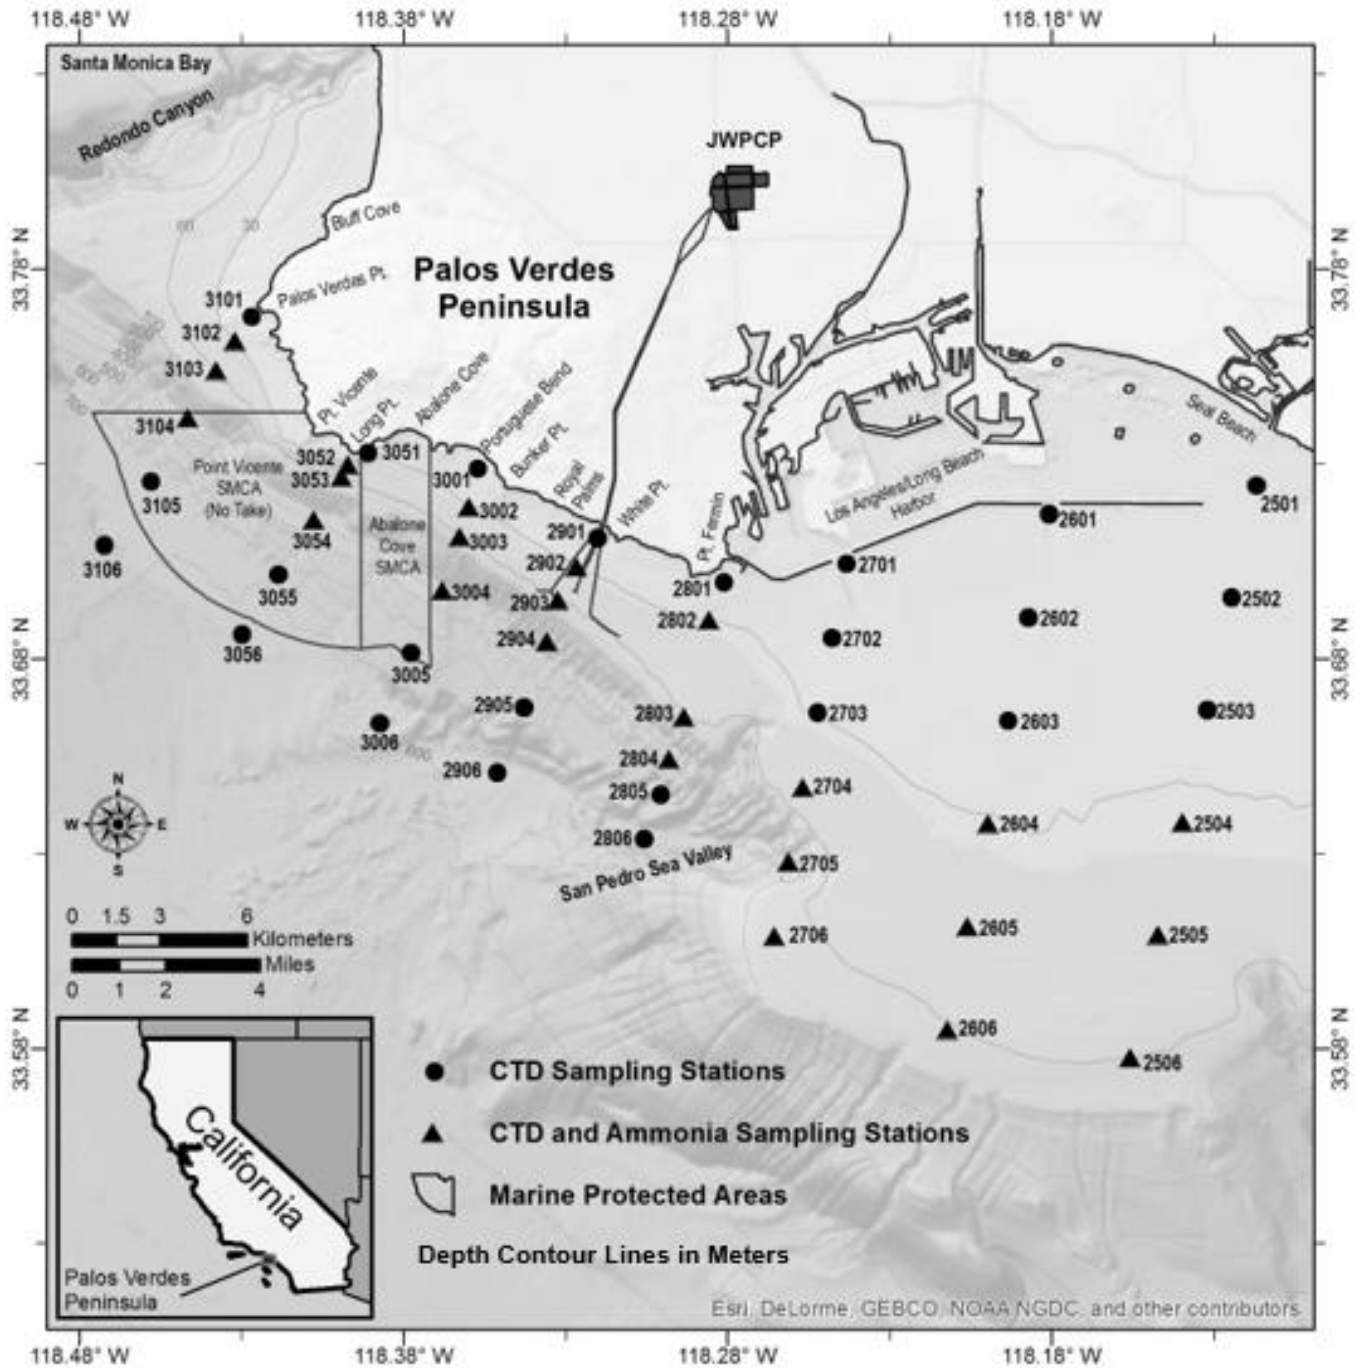 118.48° W
118.38° W
118.28° W
118.18° W
Santa Monica Bay
Redondo Canyon
JWPCP
60
30
Bluff Cove
33.78° N
33.78° N
Palos Verdes
Peninsula
Palos Verdas Pt.
3101
3102
3103
600
700
3104
Pt. Vicente
Long Pt.
Abalone Cove
Portuguese Bend
Bunker Pt.
Royal
Palms
White Pt.
Pt. Fermin
Los Angeles/Long Beach
Harbor
Seal Beach
3051
3052
3053
Point Vicente
SMCA
(No Take)
3001
3105
2501
3002
2601
3054
Abalone
Cove
SMCA
3003
2901
3106
2902
2701
3055
3004
2903
2801
2502
2802
2602
3056
2904
2702
33.68° N
33.68° N
3005
2905
2803
2703
2603
2503
3006
2906
2804
2704
2805
N
W
E
S
2806
2604
2504
San Pedro Sea Valley
2705
0 1.5 3 6
Kilometers
Miles
0 1 2 4
2706
2605
2505
2606
2506
33.58° N
33.58° N
California
Palos Verdes
Peninsula
CTD Sampling Stations
CTD and Ammonia Sampling Stations
Marine Protected Areas
Depth Contour Lines in Meters
Esri, DeLorme, GEBCO, NOAA NGDC, and other contributors
118.48° W
118.38° W
118.28° W
118.18° W